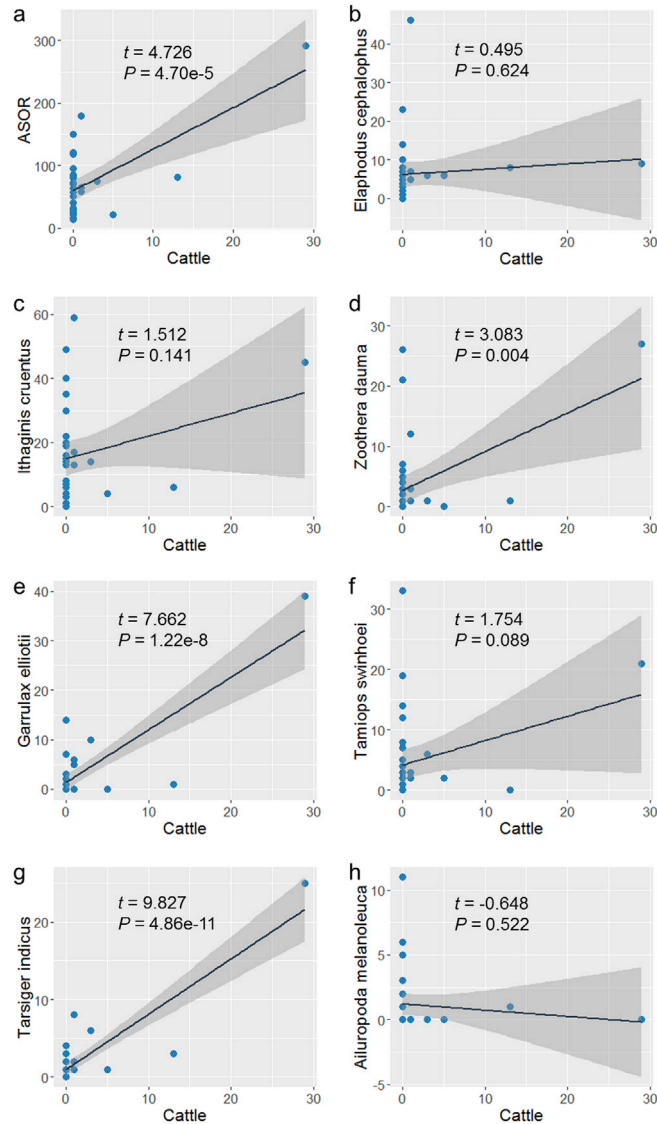 a
t = 4.726
P = 4.70e-5
ASOR
300
200
100
0
0 10 20 30
Cattle
b
t = 0.495
P = 0.624
Elaphodus cephalophus
40
30
20
10
0
0 10 20 30
Cattle
c
t = 1.512
P = 0.141
Ithaginis cruentus
60
40
20
0
0 10 20 30
Cattle
d
t = 3.083
P = 0.004
Zoothera dauma
30
20
10
0
0 10 20 30
Cattle
e
t = 7.662
P = 1.22e-8
Garrulax elliotii
40
30
20
10
0
0 10 20 30
Cattle
f
t = 1.754
P = 0.089
Tamiops swinhoei
30
20
10
0
0 10 20 30
Cattle
g
t = 9.827
P = 4.86e-11
Tarsiger indicus
20
10
0
0 10 20 30
Cattle
h
t = -0.648
P = 0.522
Ailuropoda melanoleuca
10
5
0
-5
0 10 20 30
Cattle